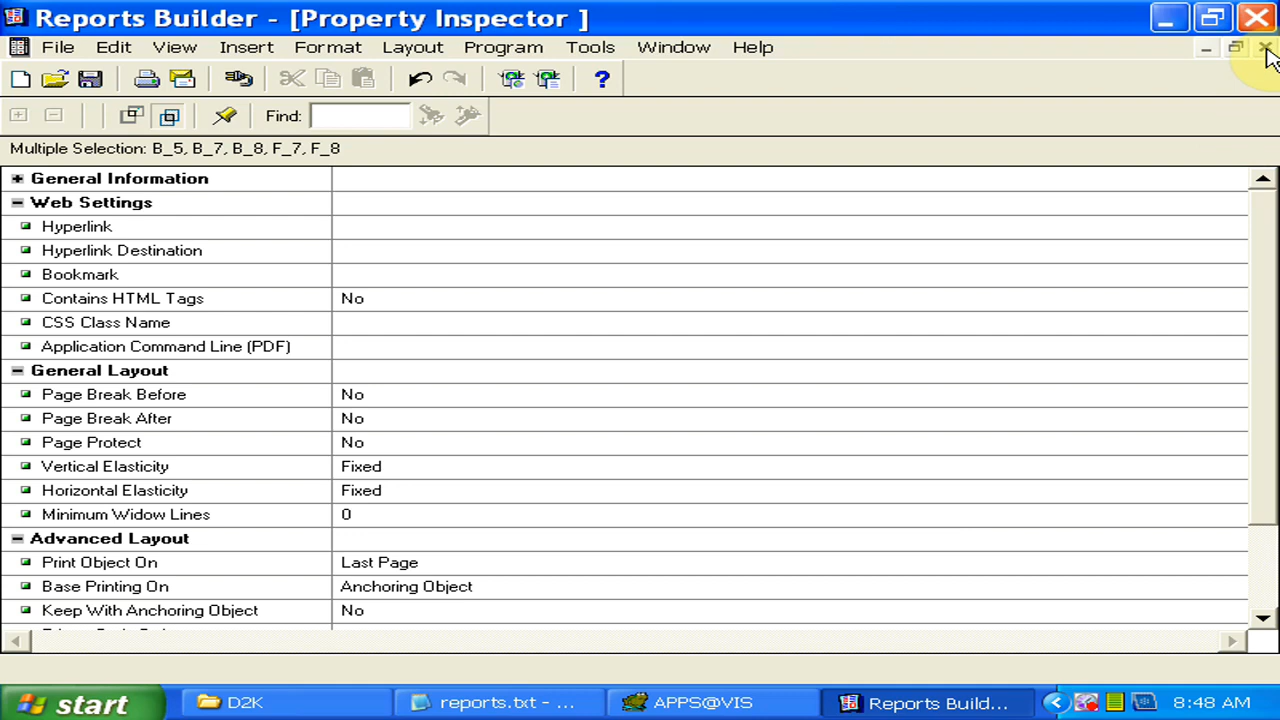 Reports Builder - [Property Inspector ]
File Edit View Insert Format Layout Program Tools Window Help
Find:
Multiple Selection: B_5, B_7, B_8, F_7, F_8
General Information
Web Settings
Hyperlink
Hyperlink Destination
Bookmark
Contains HTML Tags No
CSS Class Name
Application Command Line (PDF)
General Layout
Page Break Before No
Page Break After No
Page Protect No
Vertical Elasticity Fixed
Horizontal Elasticity Fixed
Minimum Widow Lines 0
Advanced Layout
Print Object On Last Page
Base Printing On Anchoring Object
Keep With Anchoring Object No
start D2K reports.txt - ... APPS@VIS Reports Build... 8:48 AM